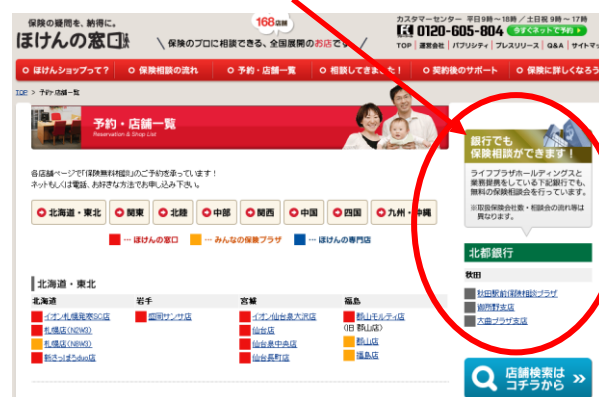 保険の疑問を、納得に。
ほけんの窓口
168店舗
\ 保険のプロに相談できる、全国展開のお店です /
カスタマーセンター 平日9時〜18時／土日祝9時〜17時
0120-605-804 今すぐネットで予約
TOP 運営会社 パブリシティ プレスリリース Q&A サイトマッ
ほけんショップって？ 保険相談の流れ 予約・店舗一覧 相談してきました！ 契約後のサポート 保険に詳しくなろう
TOP > 予約・店舗一覧
予約・店舗一覧
Reservation & Shop List
各店舗ページで「保険無料相談」のご予約を承っています！
ネットもしくは電話、お好きな方法でお申し込み下さい。
北海道・東北 関東 北陸 中部 関西 中国 四国 九州・沖縄
… ほけんの窓口 … みんなの保険プラザ … ほけんの専門店
北海道・東北
北海道
イオン札幌発寒SC店
札幌店(N2W3)
札幌店(N8W3)
新さっぽろduo店
岩手
盛岡サンサ店
宮城
イオン仙台泉大沢店
仙台店
仙台泉中央店
仙台長町店
福島
郡山モルティ店
(旧 郡山店)
郡山店
福島店
銀行でも
保険相談ができます！
ライフプラザホールディングスと
業務提携をしている下記銀行でも、
無料の保険相談会を行っています。
※取扱保険会社数・相談会の流れ等は
異なります。
北都銀行
秋田
秋田駅前保険相談プラザ
御所野支店
大曲プラザ支店
店舗検索は
コチラから